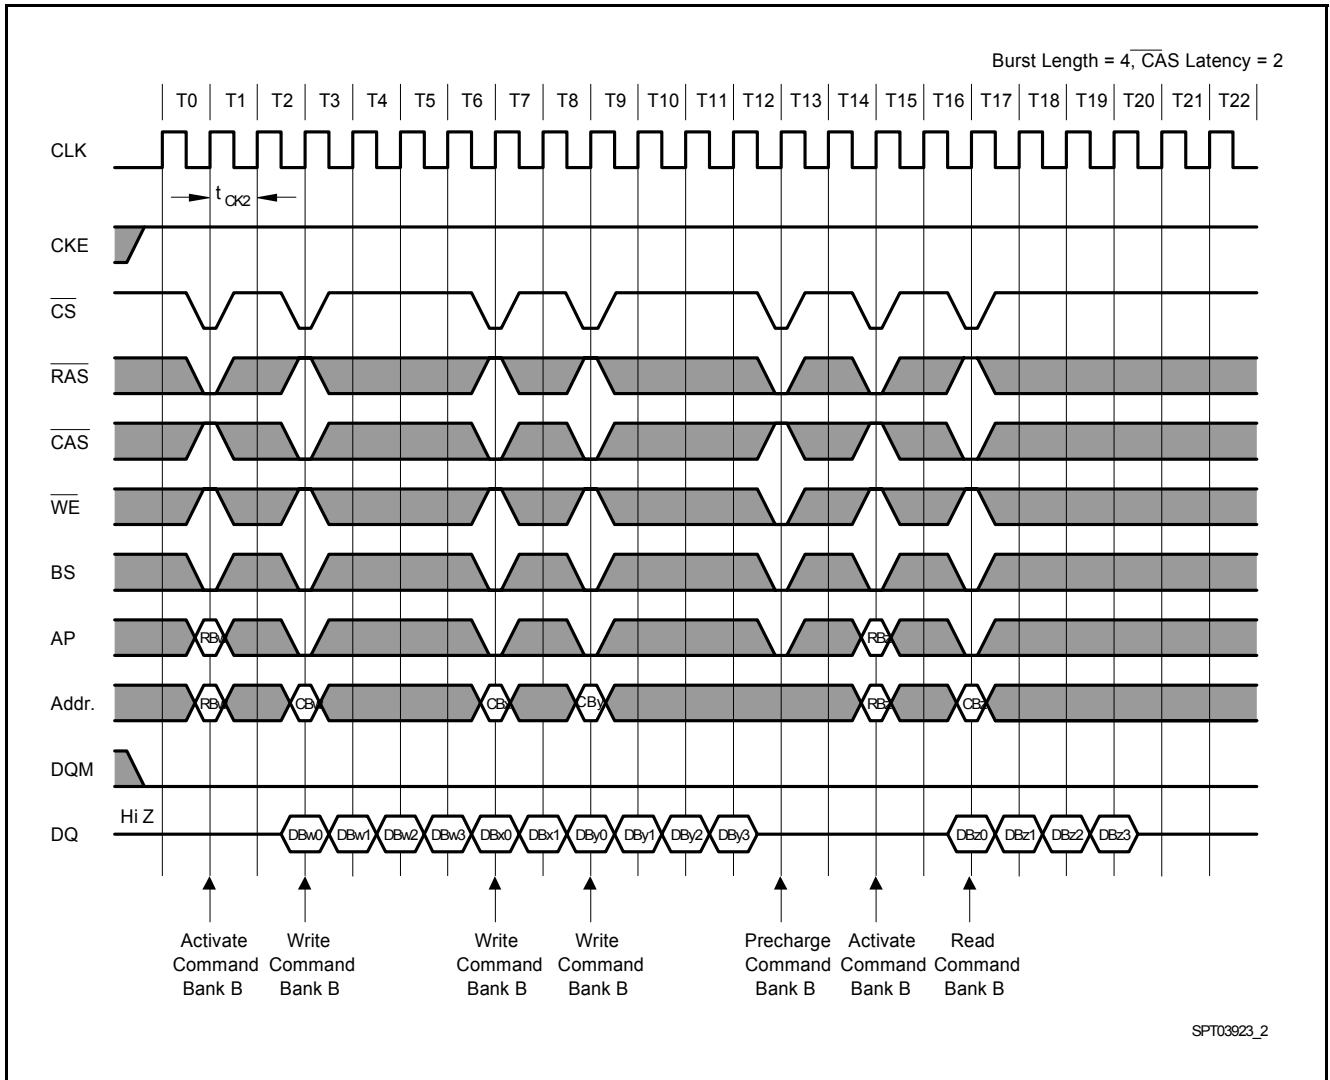 Burst Length = 4, CAS Latency = 2
T0 T1 T2 T3 T4 T5 T6 T7 T8 T9 T10 T11 T12 T13 T14 T15 T16 T17 T18 T19 T20 T21 T22
CLK
t CK2
CKE
CS
RAS
CAS
WE
BS
AP RBw RBz
Addr. RBw CBw CBx CBy RBz CBz
DQM
Hi Z
DQ DBw0 DBw1 DBw2 DBw3 DBx0 DBx1 DBy0 DBy1 DBy2 DBy3 DBz0 DBz1 DBz2 DBz3
Activate Write Write Write Precharge Activate Read
Command Command Command Command Command Command Command
Bank B Bank B Bank B Bank B Bank B Bank B Bank B
SPT03923_2